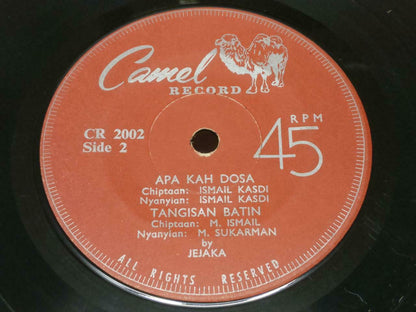 Camel
RECORD
CR 2002
Side 2
45 RPM
APA KAH DOSA
Chiptaan: ISMAIL KASDI
Nyanyian: ISMAIL KASDI
TANGISAN BATIN
Chiptaan: M. ISMAIL
Nyanyian: M. SUKARMAN
by
JEJAKA
ALL RIGHTS RESERVED